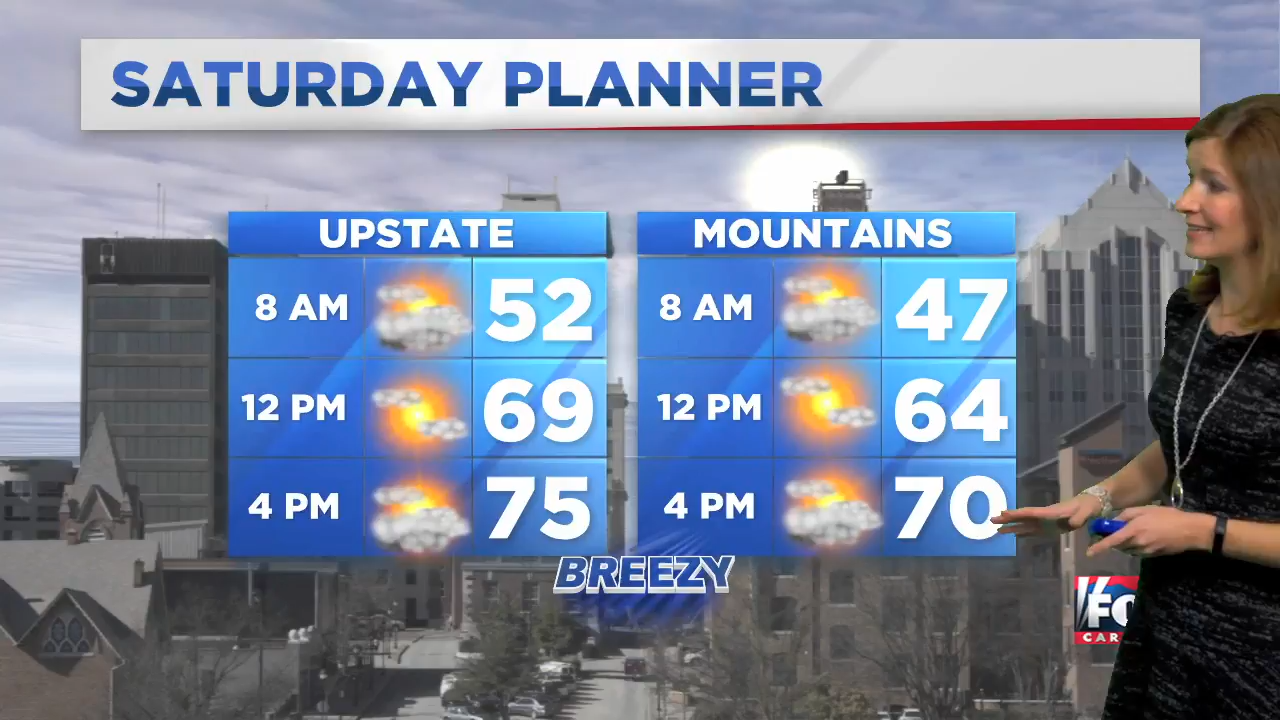 SATURDAY PLANNER
UPSTATE
8 AM 52
12 PM 69
4 PM 75
MOUNTAINS
8 AM 47
12 PM 64
4 PM 70
BREEZY